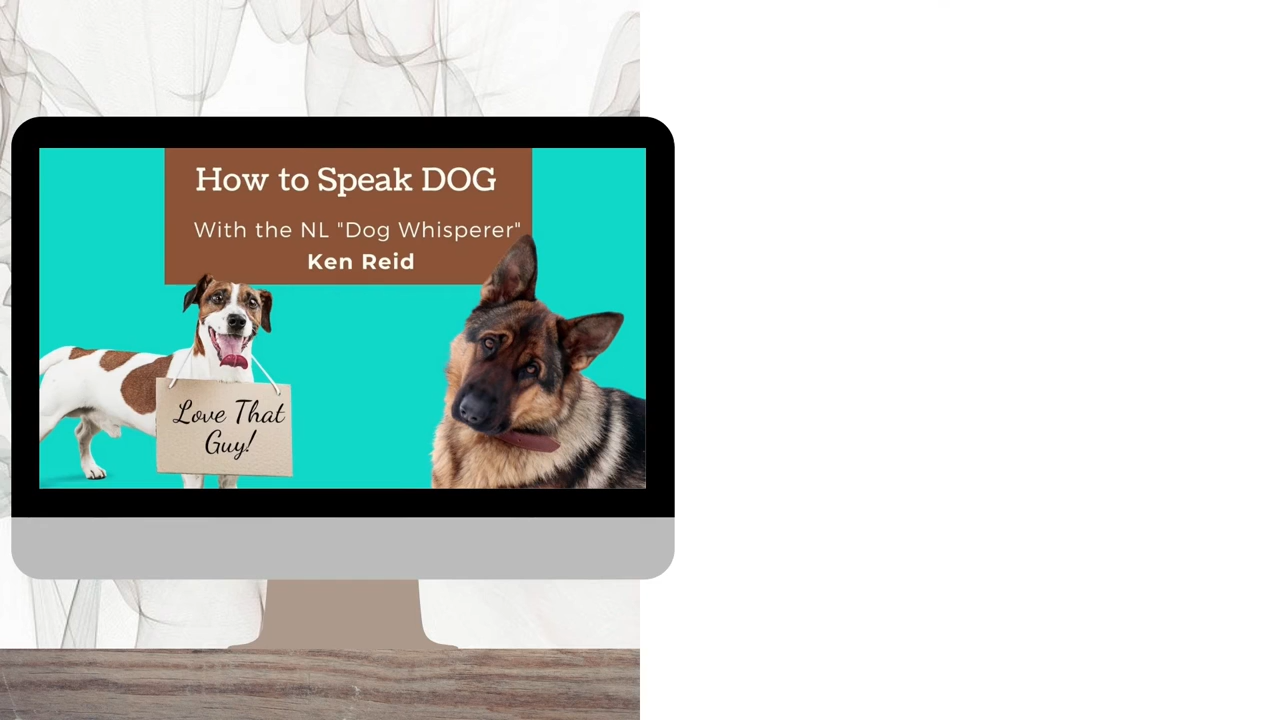 How to Speak DOG
With the NL "Dog Whisperer"
Ken Reid
Love That
Guy!